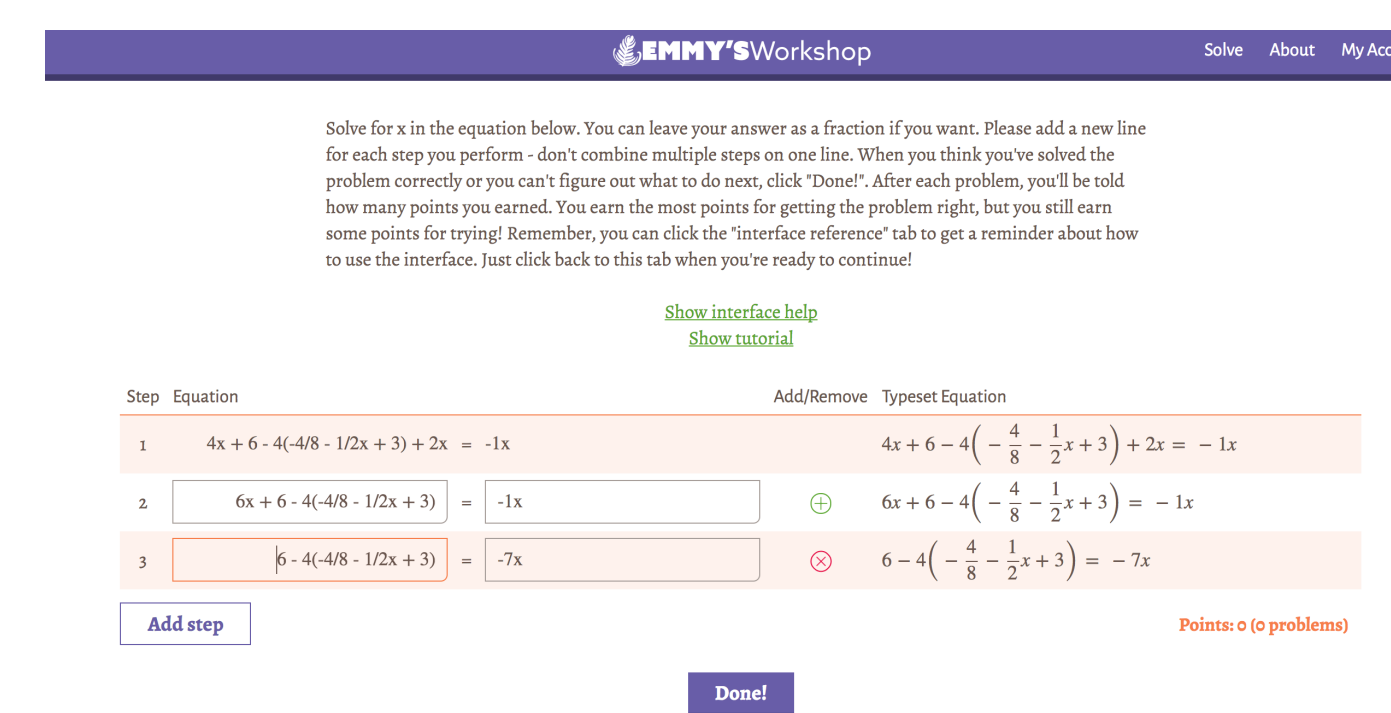 EMMY'SWorkshop Solve About My Acc
Solve for x in the equation below. You can leave your answer as a fraction if you want. Please add a new line
for each step you perform - don't combine multiple steps on one line. When you think you've solved the
problem correctly or you can't figure out what to do next, click "Done!". After each problem, you'll be told
how many points you earned. You earn the most points for getting the problem right, but you still earn
some points for trying! Remember, you can click the "interface reference" tab to get a reminder about how
to use the interface. Just click back to this tab when you're ready to continue!
Show interface help
Show tutorial
Step Equation Add/Remove Typeset Equation
1 4x + 6 - 4(-4/8 - 1/2x + 3) + 2x = -1x 4x + 6 − 4(− 4/8 − 1/2 x + 3) + 2x = − 1x
2 6x + 6 - 4(-4/8 - 1/2x + 3) = -1x 6x + 6 − 4(− 4/8 − 1/2 x + 3) = − 1x
3 6 - 4(-4/8 - 1/2x + 3) = -7x 6 − 4(− 4/8 − 1/2 x + 3) = − 7x
Add step Points: 0 (0 problems)
Done!